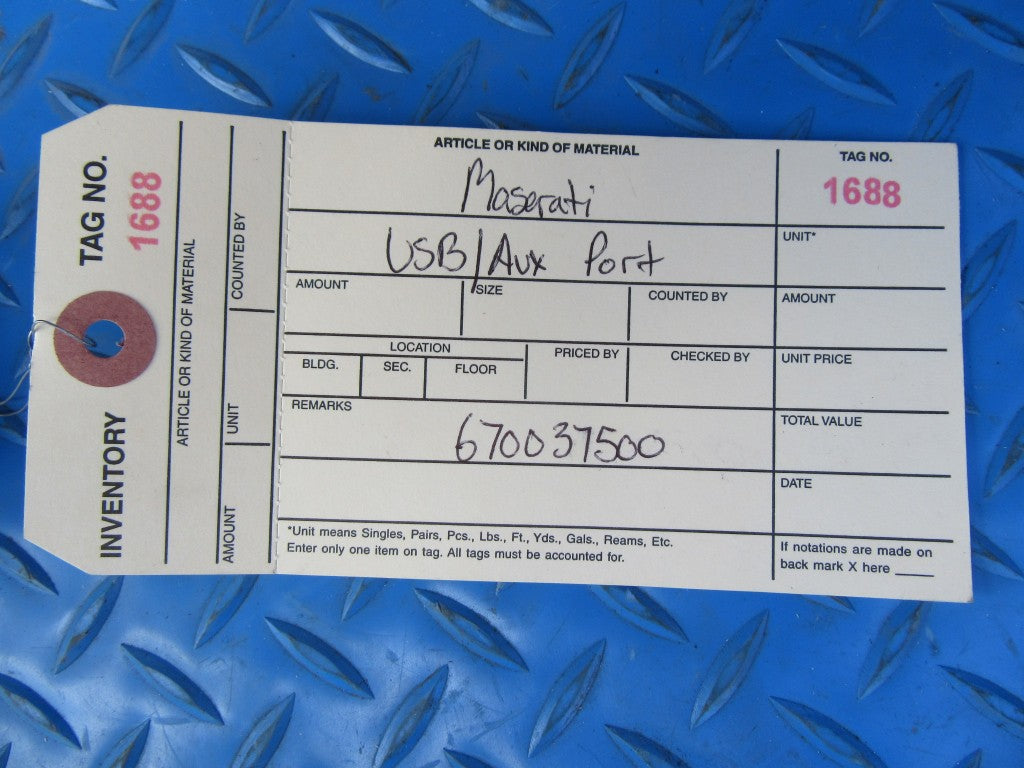 TAG NO.
1688
INVENTORY
ARTICLE OR KIND OF MATERIAL
COUNTED BY
UNIT
AMOUNT
ARTICLE OR KIND OF MATERIAL
Maserati
USB/Aux Port
AMOUNT
SIZE
COUNTED BY
LOCATION
BLDG.
SEC.
FLOOR
PRICED BY
CHECKED BY
REMARKS
670037500
*Unit means Singles, Pairs, Pcs., Lbs., Ft., Yds., Gals., Reams, Etc.
Enter only one item on tag. All tags must be accounted for.
TAG NO.
1688
UNIT*
AMOUNT
UNIT PRICE
TOTAL VALUE
DATE
If notations are made on
back mark X here ____